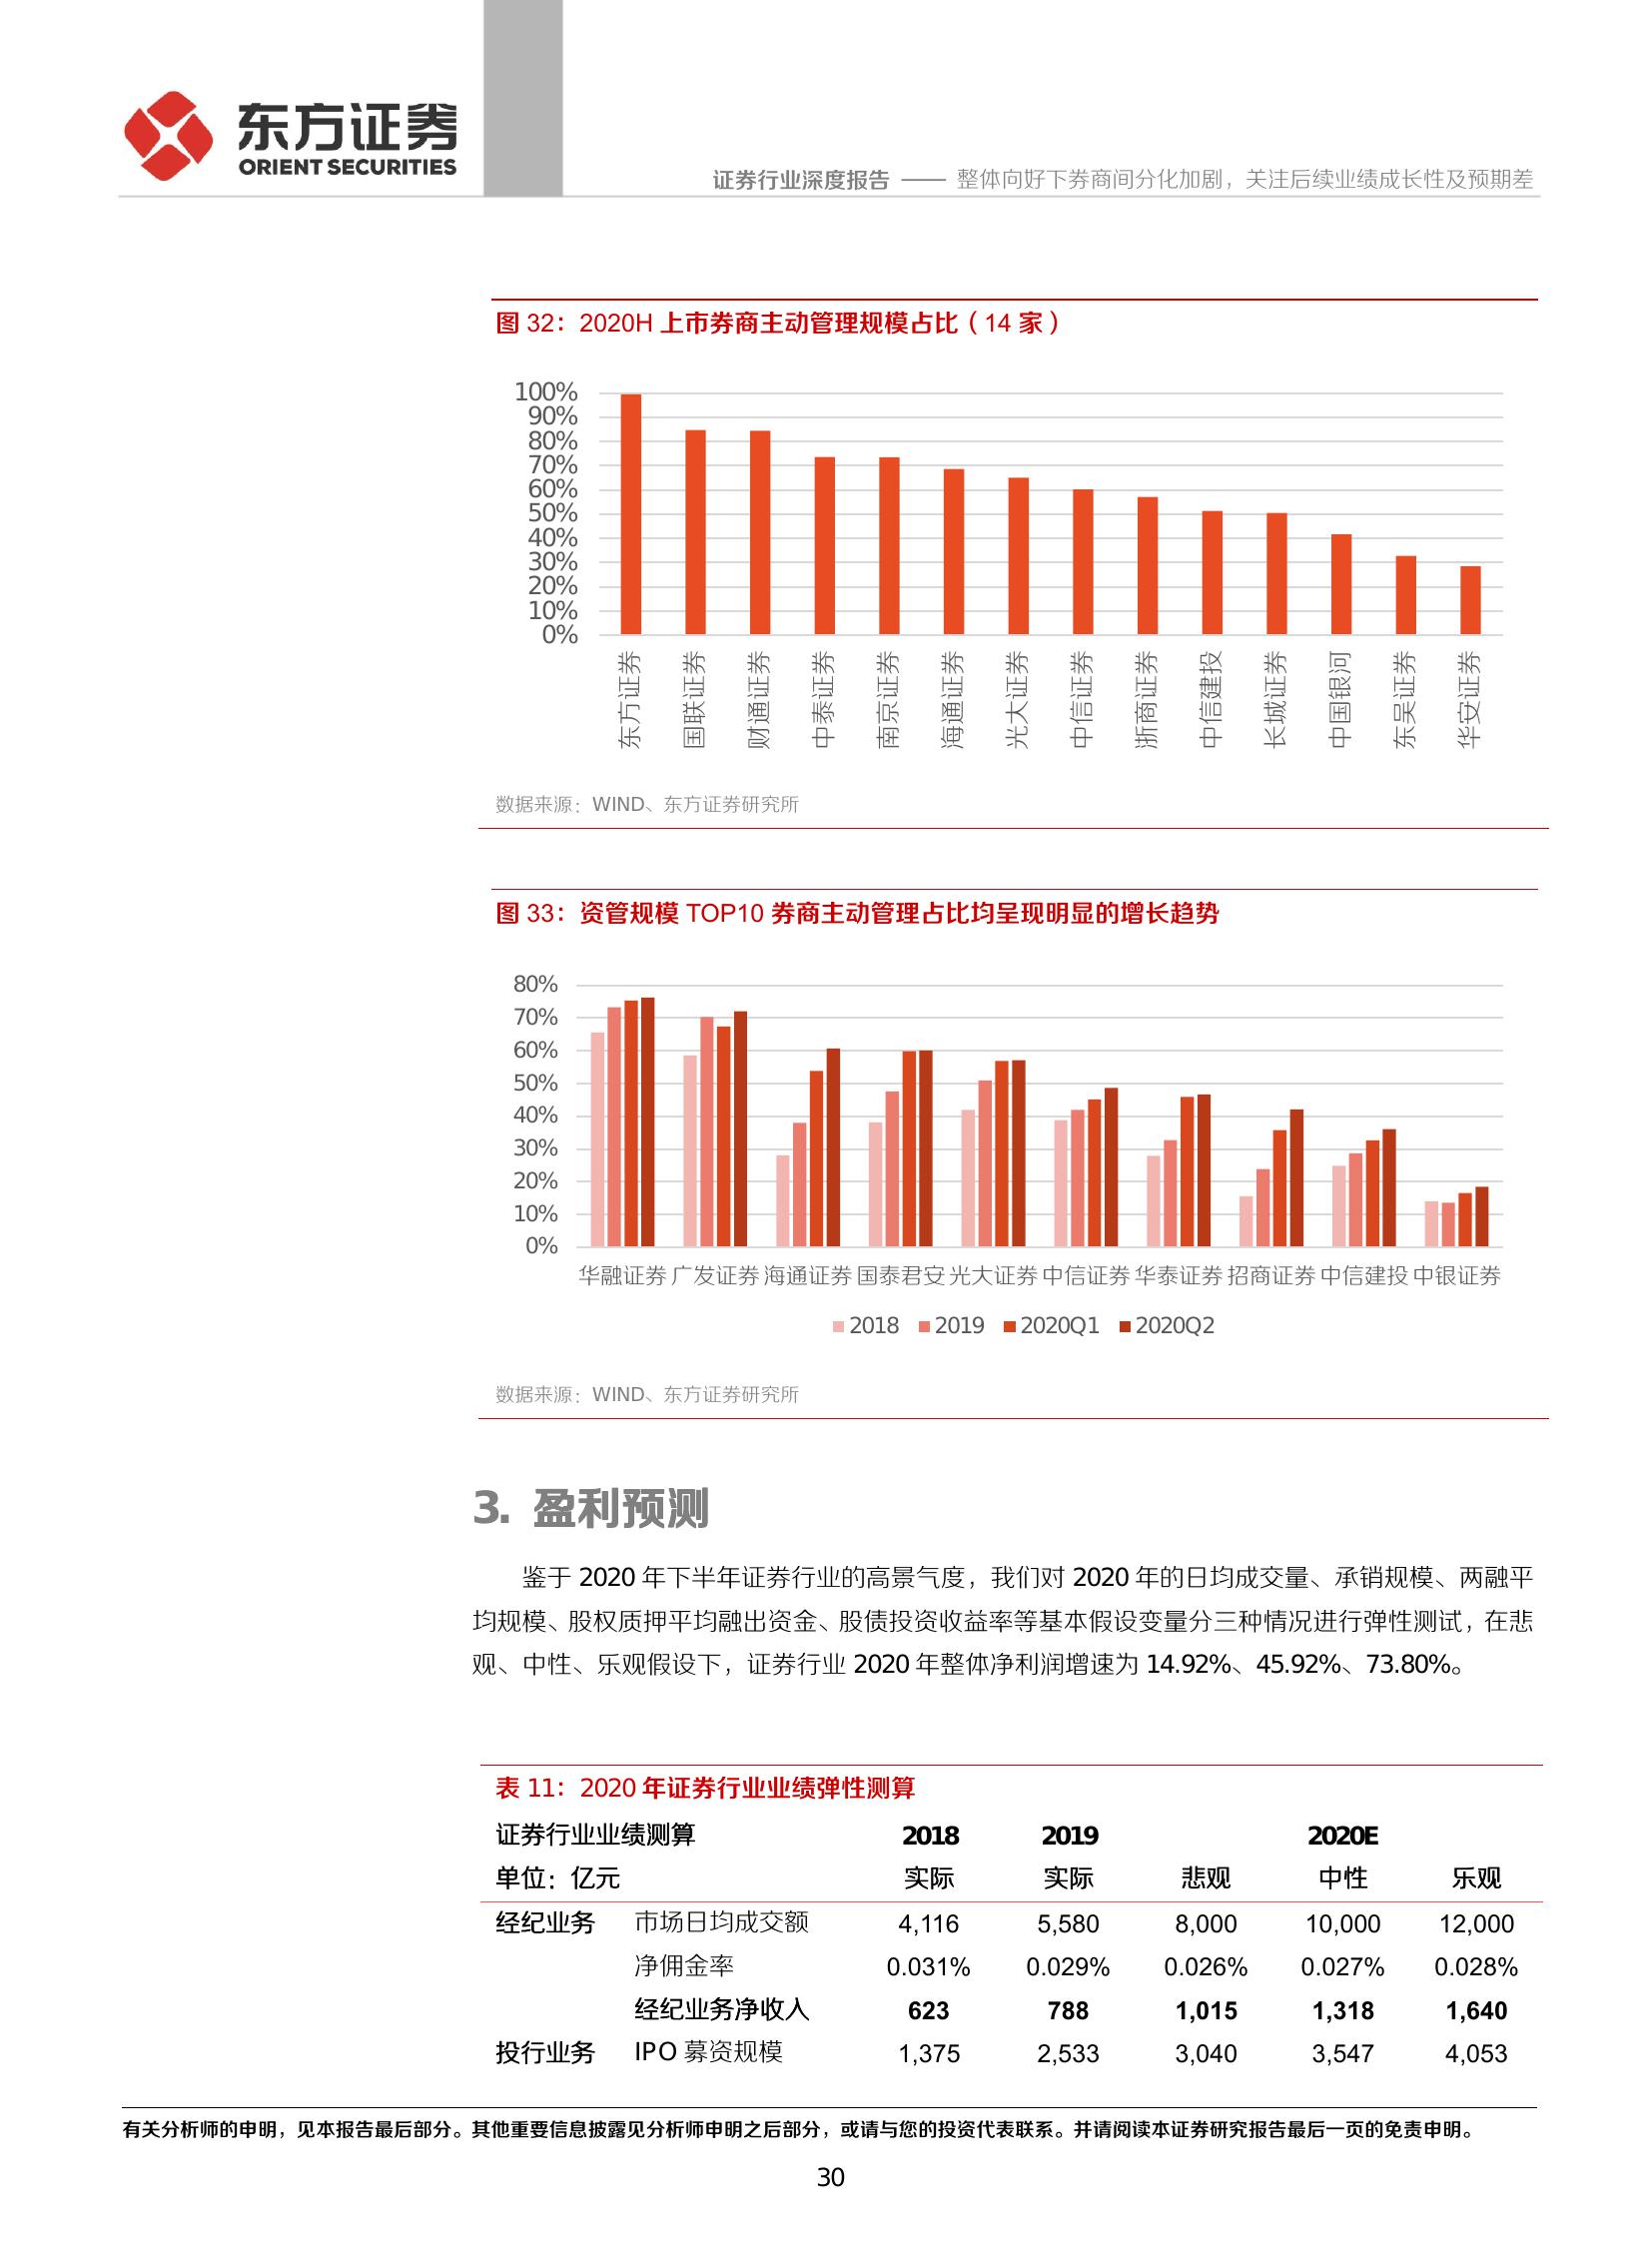 东方证券
ORIENT SECURITIES
证券行业深度报告 —— 整体向好下券商间分化加剧，关注后续业绩成长性及预期差
图 32：2020H 上市券商主动管理规模占比（14 家）
100%
90%
80%
70%
60%
50%
40%
30%
20%
10%
0%
东方证券 国联证券 财通证券 中泰证券 南京证券 海通证券 光大证券 中信证券 浙商证券 中信建投 长城证券 中国银河 东吴证券 华安证券
数据来源：WIND、东方证券研究所
图 33：资管规模 TOP10 券商主动管理占比均呈现明显的增长趋势
80%
70%
60%
50%
40%
30%
20%
10%
0%
华融证券 广发证券 海通证券 国泰君安 光大证券 中信证券 华泰证券 招商证券 中信建投 中银证券
2018 2019 2020Q1 2020Q2
数据来源：WIND、东方证券研究所
3. 盈利预测
鉴于 2020 年下半年证券行业的高景气度，我们对 2020 年的日均成交量、承销规模、两融平
均规模、股权质押平均融出资金、股债投资收益率等基本假设变量分三种情况进行弹性测试，在悲
观、中性、乐观假设下，证券行业 2020 年整体净利润增速为 14.92%、45.92%、73.80%。
表 11：2020 年证券行业业绩弹性测算
证券行业业绩测算 2018 2019 2020E
单位：亿元 实际 实际 悲观 中性 乐观
经纪业务 市场日均成交额 4,116 5,580 8,000 10,000 12,000
净佣金率 0.031% 0.029% 0.026% 0.027% 0.028%
经纪业务净收入 623 788 1,015 1,318 1,640
投行业务 IPO 募资规模 1,375 2,533 3,040 3,547 4,053
有关分析师的申明，见本报告最后部分。其他重要信息披露见分析师申明之后部分，或请与您的投资代表联系。并请阅读本证券研究报告最后一页的免责申明。
30